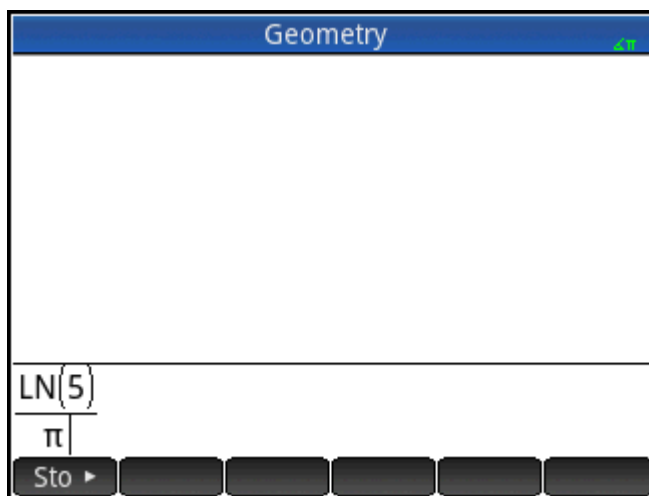 Geometry
∡π
LN(5)
π
Sto ►